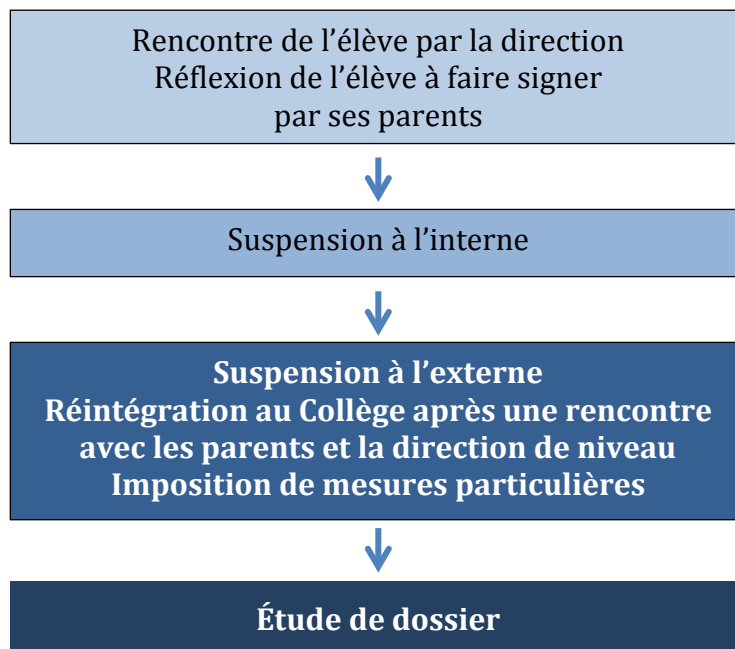 Rencontre de l’élève par la direction
Réflexion de l’élève à faire signer
par ses parents
Suspension à l’interne
Suspension à l’externe
Réintégration au Collège après une rencontre
avec les parents et la direction de niveau
Imposition de mesures particulières
Étude de dossier